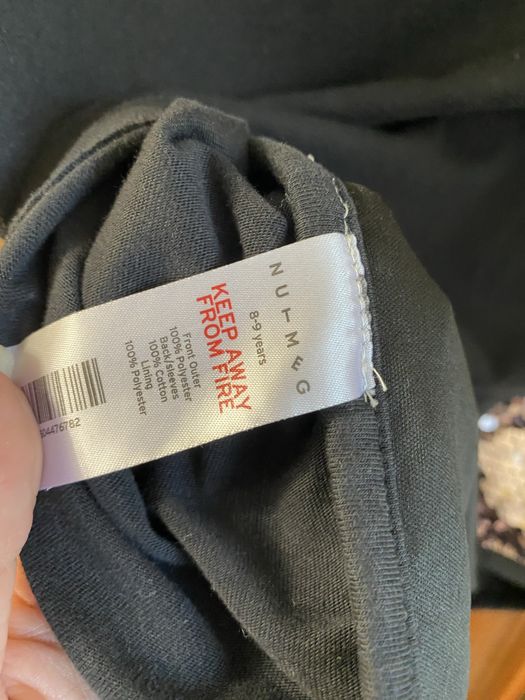 NUTMEG
8-9 years
KEEP AWAY
FROM FIRE
Front Outer
100% Polyester
Back/sleeves
100% Cotton
Lining
100% Polyester
04476782